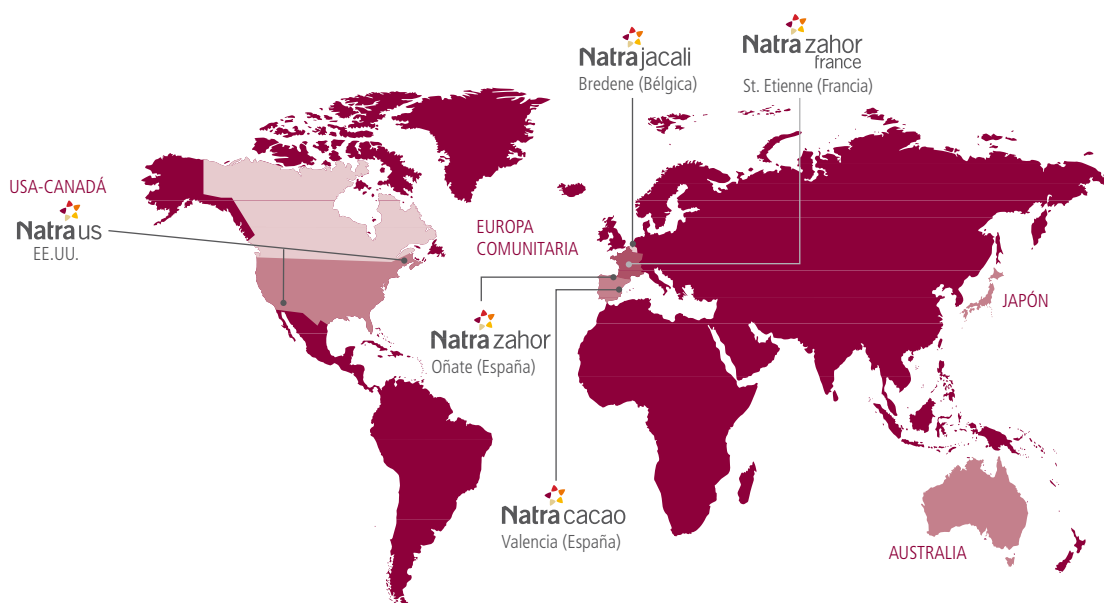 Natra jacali
Bredene (Bélgica)
Natra zahor
france
St. Etienne (Francia)
USA-CANADÁ
Natra us
EE.UU.
EUROPA
COMUNITARIA
JAPÓN
Natra zahor
Oñate (España)
Natra cacao
Valencia (España)
AUSTRALIA